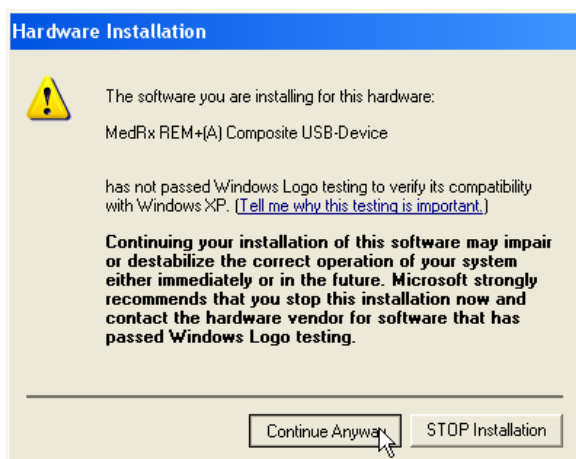 Hardware Installation
The software you are installing for this hardware:
MedRx REM+(A) Composite USB-Device
has not passed Windows Logo testing to verify its compatibility
with Windows XP. (Tell me why this testing is important.)
Continuing your installation of this software may impair
or destabilize the correct operation of your system
either immediately or in the future. Microsoft strongly
recommends that you stop this installation now and
contact the hardware vendor for software that has
passed Windows Logo testing.
Continue Anyway STOP Installation